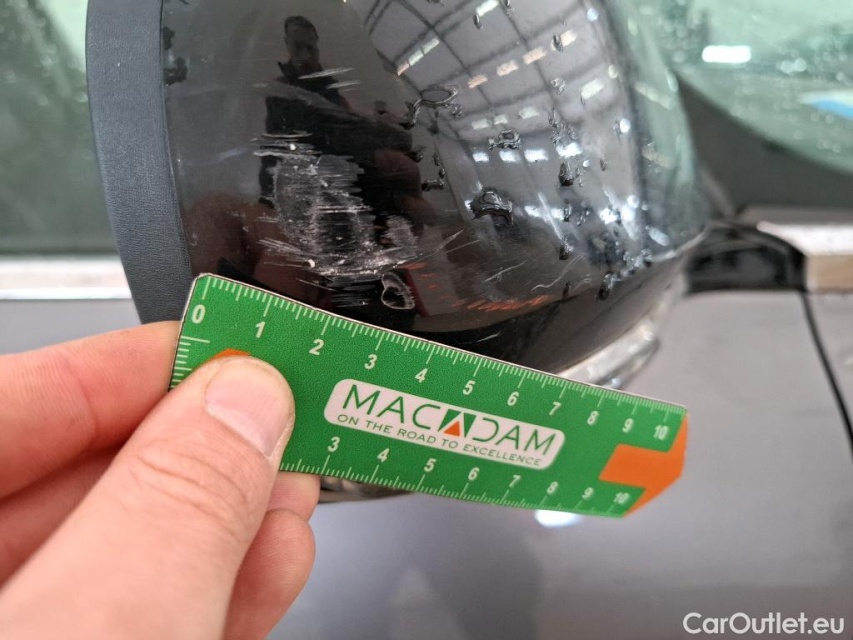 0 1 2 3 4 5 6 7 8 9 10
MACADAM
ON THE ROAD TO EXCELLENCE
3 4 5 6 7 8 9 10
CarOutlet.eu